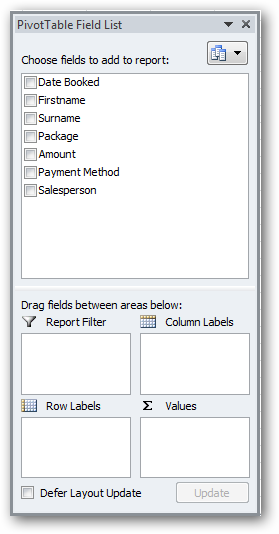 PivotTable Field List
Choose fields to add to report:
Date Booked
Firstname
Surname
Package
Amount
Payment Method
Salesperson
Drag fields between areas below:
Report Filter
Column Labels
Row Labels
Σ Values
Defer Layout Update
Update